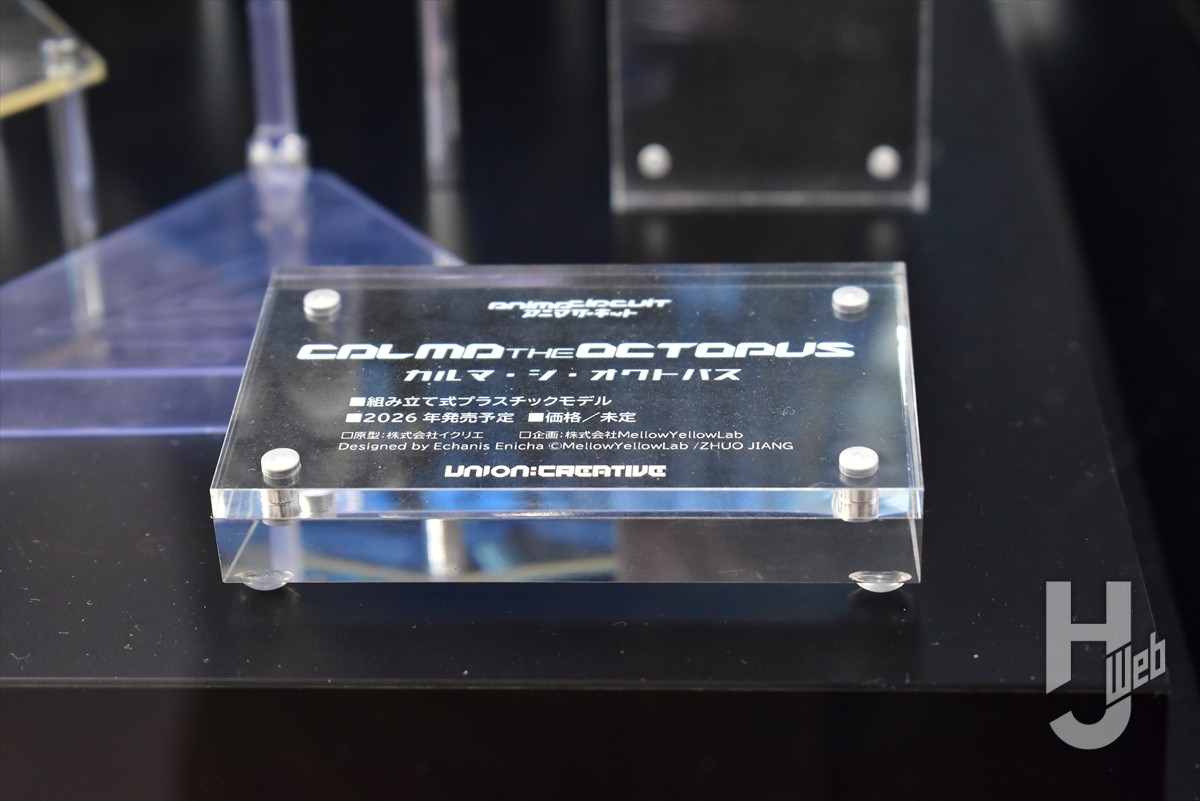 animacircuit
アニマサーキット
CALMA THE OCTOPUS
カルマ・ジ・オクトパス
■組み立て式プラスチックモデル
■2026年発売予定 ■価格／未定
□原型：株式会社イクリエ □企画：株式会社MellowYellowLab
Designed by Echanis Enicha ©MellowYellowLab /ZHUO JIANG
UNION:CREATIVE
HJ Web